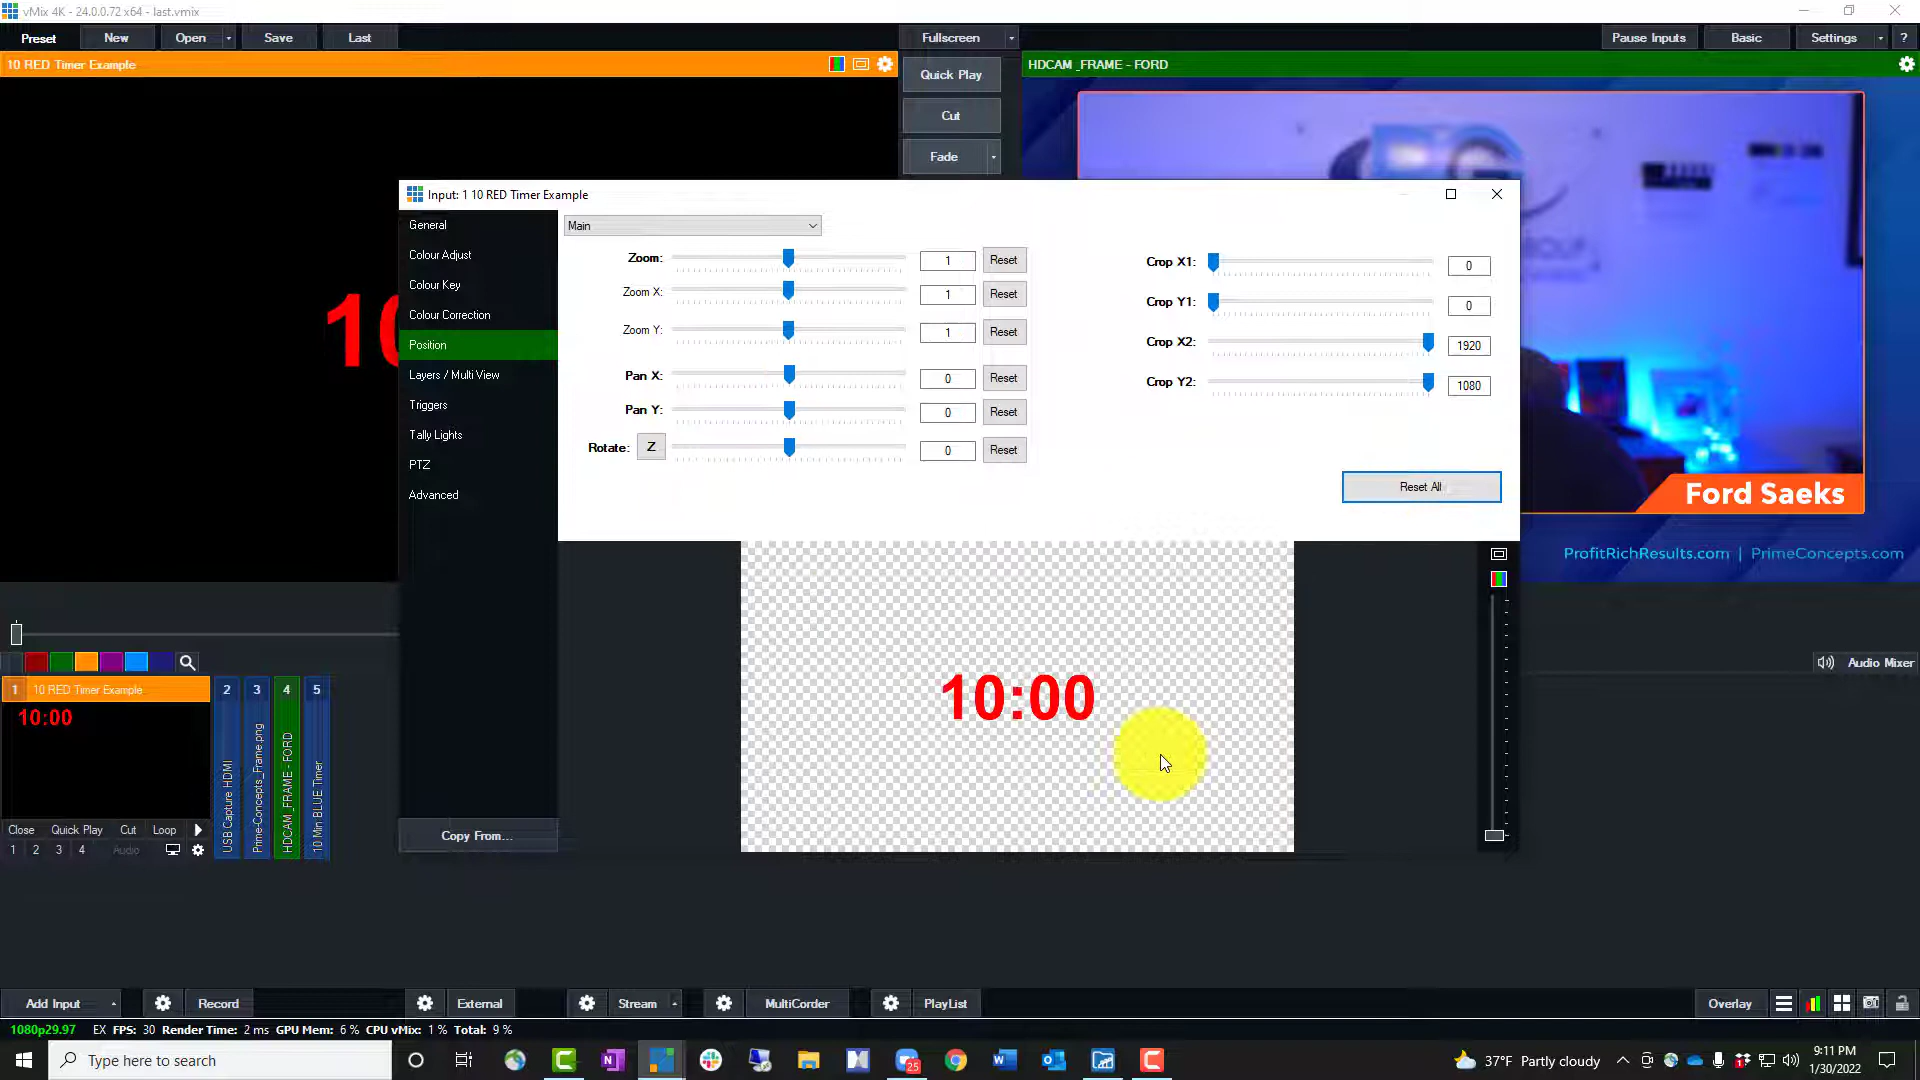 vMix 4K - 24.0.0.72 x64 - last.vmix
Preset New Open Save Last Fullscreen Pause Inputs Basic Settings ?
10 RED Timer Example
HDCAM _FRAME - FORD
Quick Play
Cut
Fade
Input: 1 10 RED Timer Example
General
Colour Adjust
Colour Key
Colour Correction
Position
Layers / Multi View
Triggers
Tally Lights
PTZ
Advanced
Copy From...
Main
Zoom: 1 Reset
Zoom X: 1 Reset
Zoom Y: 1 Reset
Pan X: 0 Reset
Pan Y: 0 Reset
Rotate: Z 0 Reset
Crop X1: 0
Crop Y1: 0
Crop X2: 1920
Crop Y2: 1080
Reset All
10
Ford Saeks
ProfitRichResults.com | PrimeConcepts.com
10:00
Audio Mixer
1 10 RED Timer Example
10:00
Close Quick Play Cut Loop
1 2 3 4 Audio
2 USB Capture HDMI
3 Prime-Concepts_Frame.png
4 HDCAM _FRAME - FORD
5 10 Min BLUE Timer
Add Input Record External Stream MultiCorder PlayList Overlay
1080p29.97 EX FPS: 30 Render Time: 2 ms GPU Mem: 6 % CPU vMix: 1 % Total: 9 %
Type here to search
25
37°F Partly cloudy
9:11 PM
1/30/2022